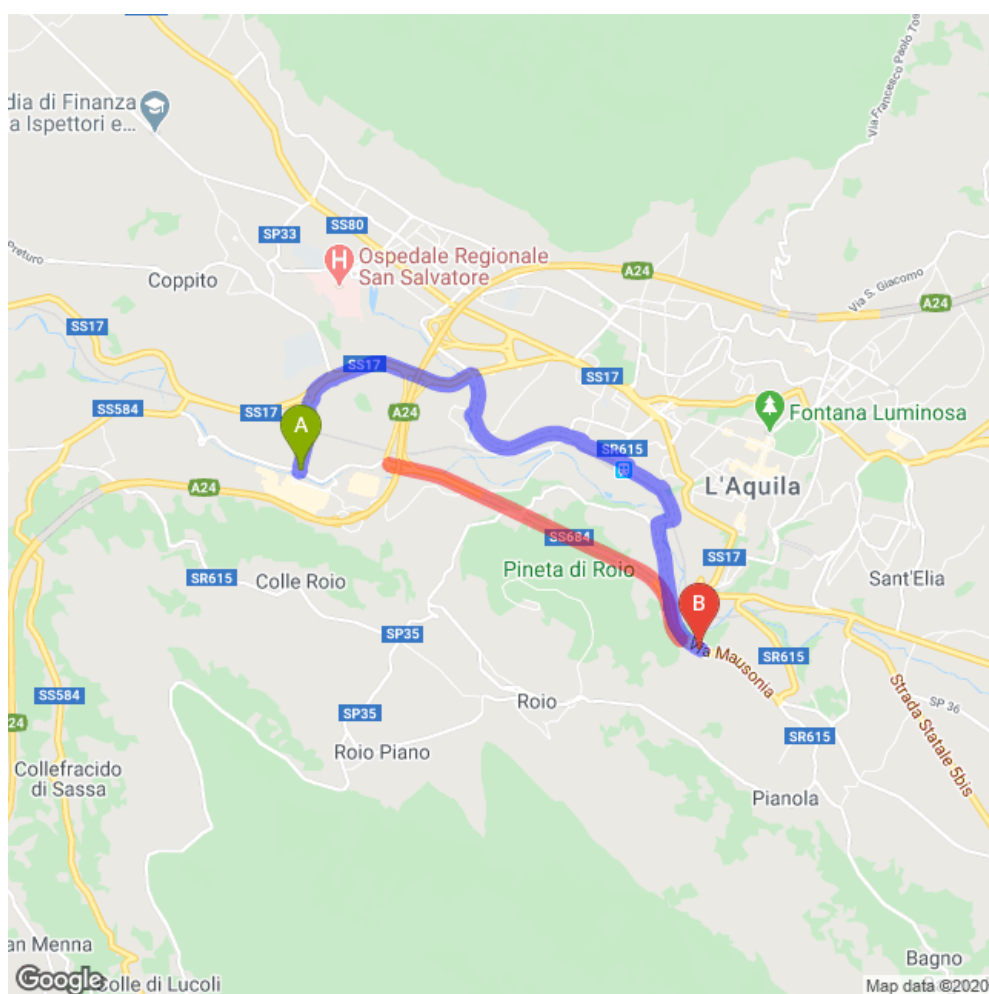 dia di Finanza
a Ispettori e...
Via Francesco Paolo Tos
SS80
SP33
Preturo
Ospedale Regionale
San Salvatore
H
Coppito
A24
Via S. Giacomo
A24
SS17
SS17
SS17
SS584
SS17
A24
Fontana Luminosa
A
SR615
A24
L'Aquila
SS684
SS17
Pineta di Roio
SR615
Colle Roio
Sant'Elia
B
SP35
Via Mausonia
SR615
SS584
Strada Statale 5bis
SP 36
24
SP35
Roio
SR615
Roio Piano
Collefracido
di Sassa
Pianola
an Menna
Bagno
Google
Colle di Lucoli
Map data ©2020